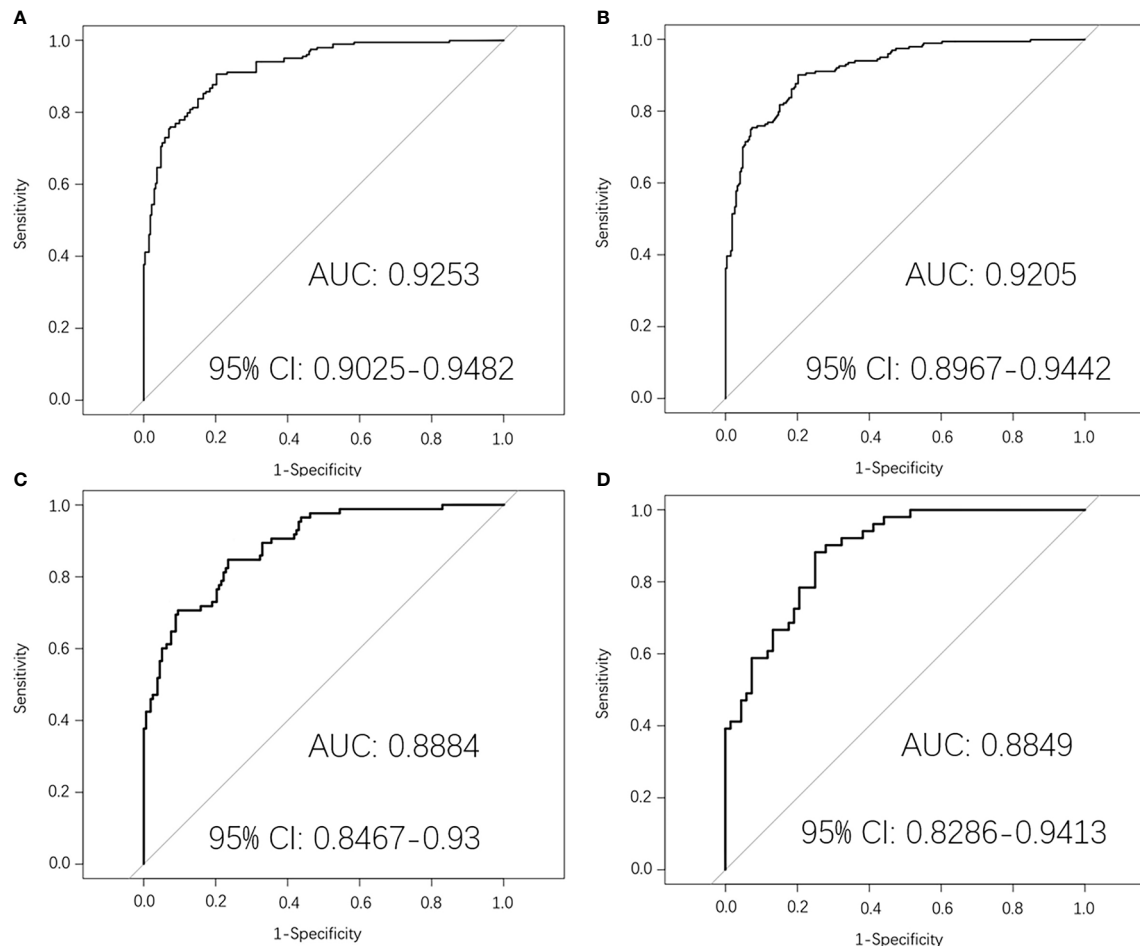 A
1.0
0.8
0.6
0.4
0.2
0.0
Sensitivity
AUC: 0.9253
95% CI: 0.9025-0.9482
0.0 0.2 0.4 0.6 0.8 1.0
1-Specificity
B
1.0
0.8
0.6
0.4
0.2
0.0
Sensitivity
AUC: 0.9205
95% CI: 0.8967-0.9442
0.0 0.2 0.4 0.6 0.8 1.0
1-Specificity
C
1.0
0.8
0.6
0.4
0.2
0.0
Sensitivity
AUC: 0.8884
95% CI: 0.8467-0.93
0.0 0.2 0.4 0.6 0.8 1.0
1-Specificity
D
1.0
0.8
0.6
0.4
0.2
0.0
Sensitivity
AUC: 0.8849
95% CI: 0.8286-0.9413
0.0 0.2 0.4 0.6 0.8 1.0
1-Specificity